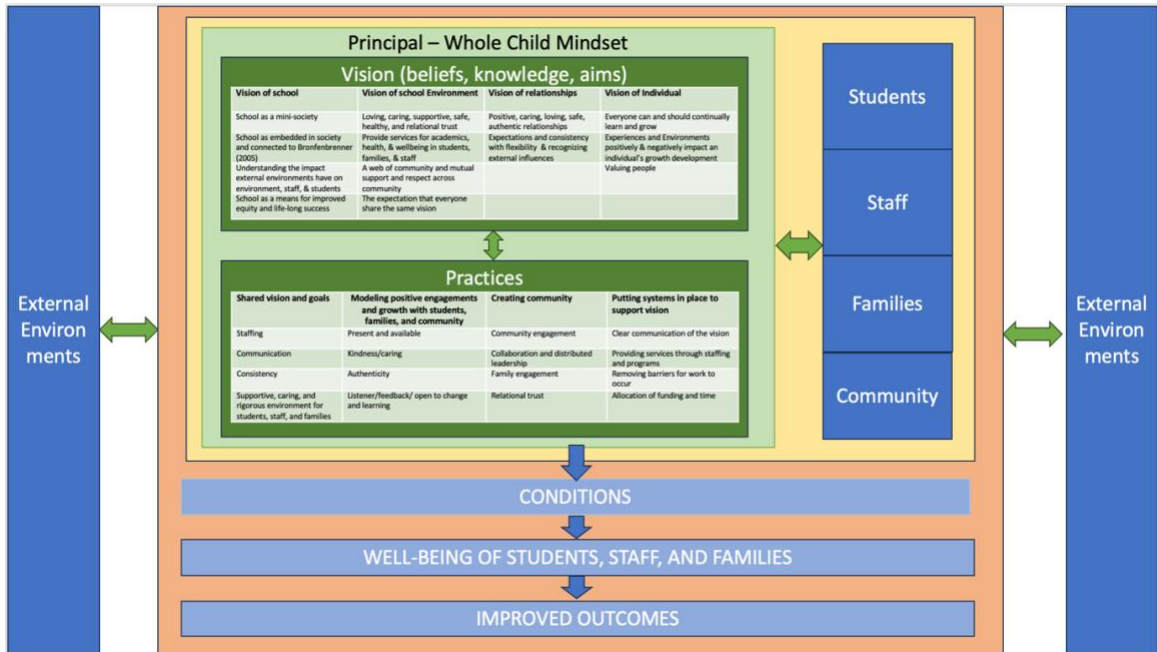 Principal – Whole Child Mindset
Vision (beliefs, knowledge, aims)
Vision of school
Vision of school Environment
Vision of relationships
Vision of Individual
School as a mini-society
Loving, caring, supportive, safe,
healthy, and relational trust
Positive, caring, loving, safe,
authentic relationships
Everyone can and should continually
learn and grow
School as embedded in society
and connected to Bronfenbrenner
(2005)
Provide services for academics,
health, & wellbeing in students,
families, & staff
Expectations and consistency
with flexibility & recognizing
external influences
Experiences and Environments
positively & negatively impact an
individual's growth development
Understanding the impact
external environments have on
environment, staff, & students
A web of community and mutual
support and respect across
community
Valuing people
School as a means for improved
equity and life-long success
The expectation that everyone
share the same vision
Practices
Shared vision and goals
Modeling positive engagements
and growth with students,
families, and community
Creating community
Putting systems in place to
support vision
Staffing
Present and available
Community engagement
Clear communication of the vision
Communication
Kindness/caring
Collaboration and distributed
leadership
Providing services through staffing
and programs
Consistency
Authenticity
Family engagement
Removing barriers for work to
occur
Supportive, caring, and
rigorous environment for
students, staff, and families
Listener/feedback/ open to change
and learning
Relational trust
Allocation of funding and time
Students
Staff
Families
Community
External
Environ
ments
External
Environ
ments
CONDITIONS
WELL-BEING OF STUDENTS, STAFF, AND FAMILIES
IMPROVED OUTCOMES